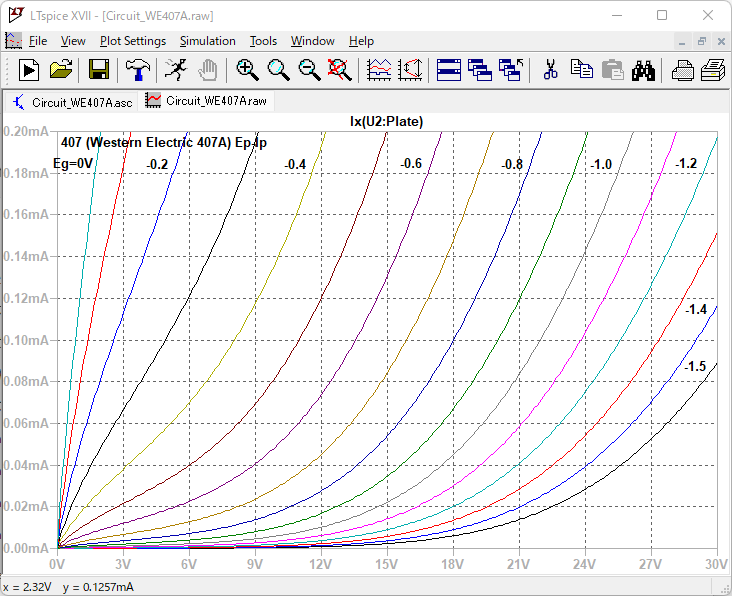 LTspice XVII - [Circuit_WE407A.raw]
File View Plot Settings Simulation Tools Window Help
Circuit_WE407A.asc Circuit_WE407A.raw
Ix(U2:Plate)
0.20mA
407 (Western Electric 407A) Ep-Ip
Eg=0V -0.2 -0.4 -0.6 -0.8 -1.0 -1.2
0.18mA
0.16mA
0.14mA
0.12mA
-1.4
0.10mA
-1.5
0.08mA
0.06mA
0.04mA
0.02mA
0.00mA
0V 3V 6V 9V 12V 15V 18V 21V 24V 27V 30V
x = 2.32V y = 0.1257mA